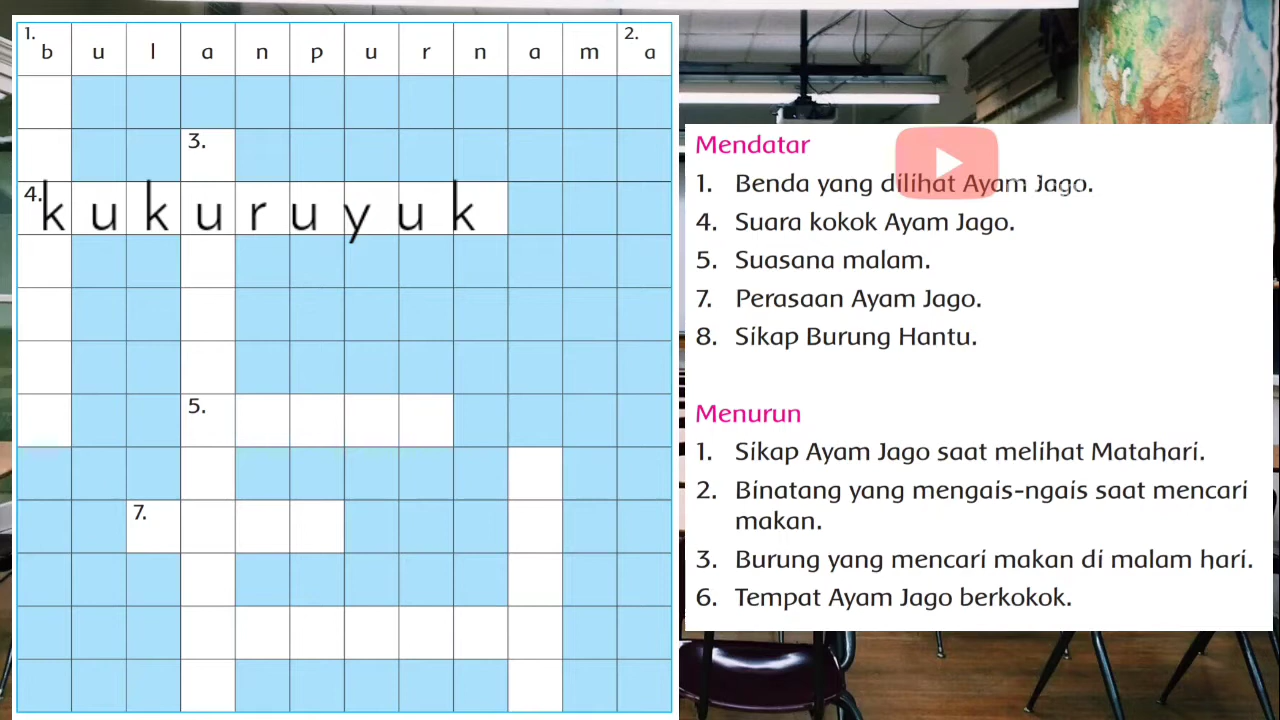 1.
b u l a n p u r n a m
2.
a
3.
4.
k u k u r u y u k
5.
7.
Mendatar
1. Benda yang dilihat Ayam Jago.
4. Suara kokok Ayam Jago.
5. Suasana malam.
7. Perasaan Ayam Jago.
8. Sikap Burung Hantu.
Menurun
1. Sikap Ayam Jago saat melihat Matahari.
2. Binatang yang mengais-ngais saat mencari
makan.
3. Burung yang mencari makan di malam hari.
6. Tempat Ayam Jago berkokok.